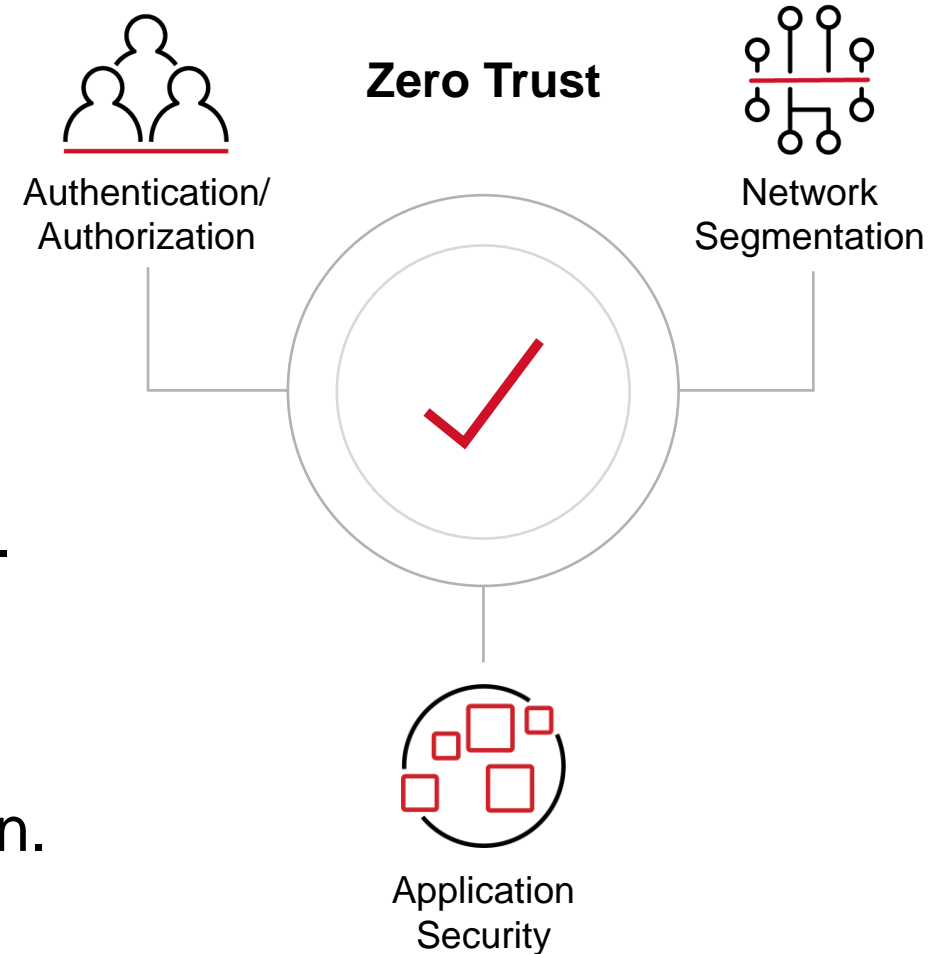 Zero Trust
Authentication/
Authorization
Network
Segmentation
.
n.
Application
Security